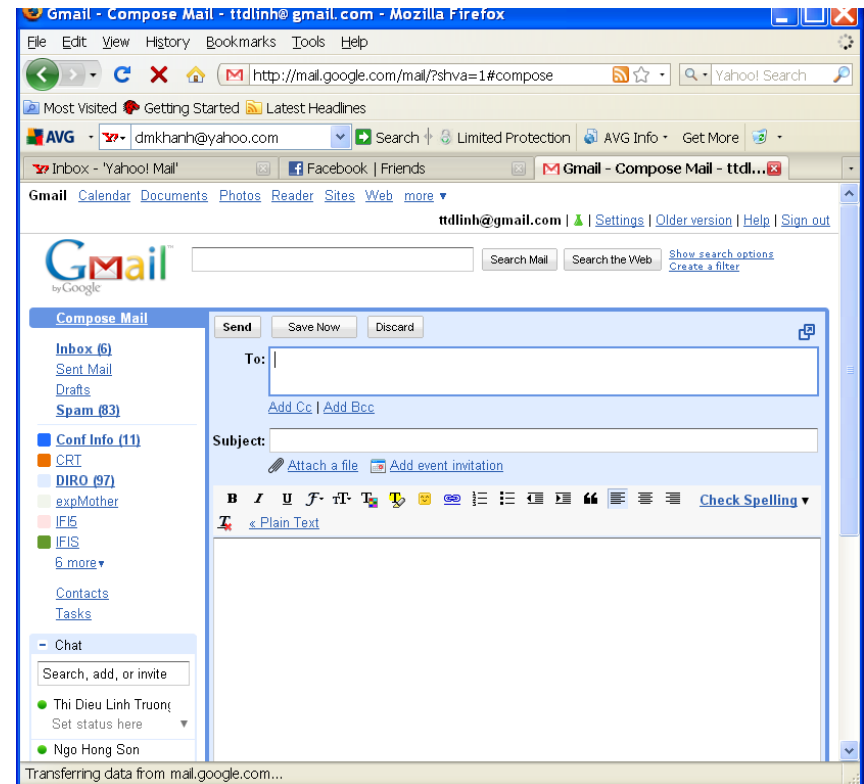 Gmail - Compose Mail - ttdlinh@gmail.com - Mozilla Firefox
File Edit View History Bookmarks Tools Help
http://mail.google.com/mail/?shva=1#compose Yahoo! Search
Most Visited Getting Started Latest Headlines
AVG dmkhanh@yahoo.com Search Limited Protection AVG Info Get More
Inbox - 'Yahoo! Mail' Facebook | Friends Gmail - Compose Mail - ttdl...
Gmail Calendar Documents Photos Reader Sites Web more ▼
ttdlinh@gmail.com | Settings | Older version | Help | Sign out
Gmail Search Mail Search the Web Show search options
by Google Create a filter
Compose Mail
Send Save Now Discard
Inbox (6)
To:
Sent Mail
Drafts
Spam (83)
Add Cc | Add Bcc
Conf Info (11)
Subject:
CRT
Attach a file Add event invitation
DIRO (97)
expMother
B I U F T T T Check Spelling ▼
IFI5
T « Plain Text
IFIS
6 more ▼
Contacts
Tasks
Chat
Search, add, or invite
Thi Dieu Linh Truong
Set status here ▼
Ngo Hong Son
Transferring data from mail.google.com...